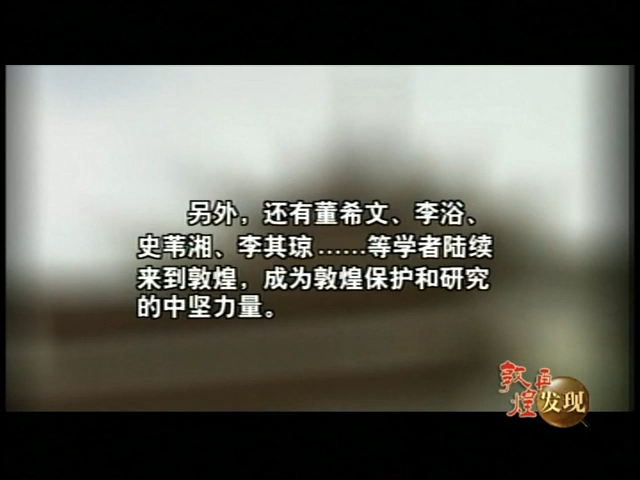 另外，还有董希文、李浴、
史苇湘、李其琼……等学者陆续
来到敦煌，成为敦煌保护和研究
的中坚力量。
敦煌再发现